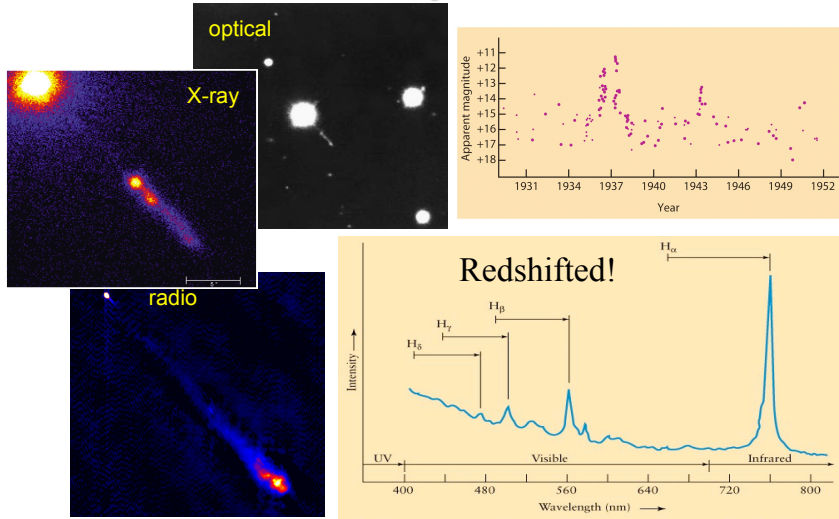 optical
X-ray
5"
radio
Apparent magnitude
+11
+12
+13
+14
+15
+16
+17
+18
1931 1934 1937 1940 1943 1946 1949 1952
Year
Redshifted!
Hα
Hβ
Hγ
Hδ
Intensity
UV Visible Infrared
400 480 560 640 720 800
Wavelength (nm)